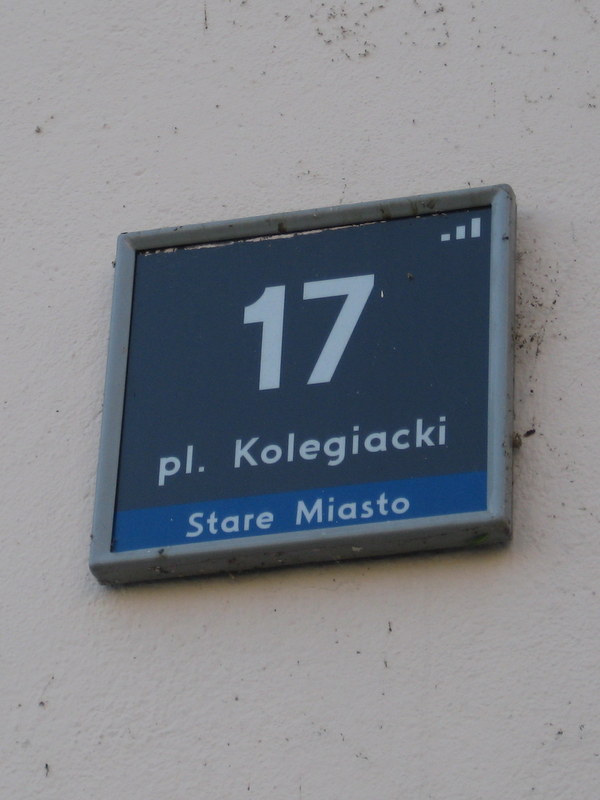 17
pl. Kolegiacki
Stare Miasto